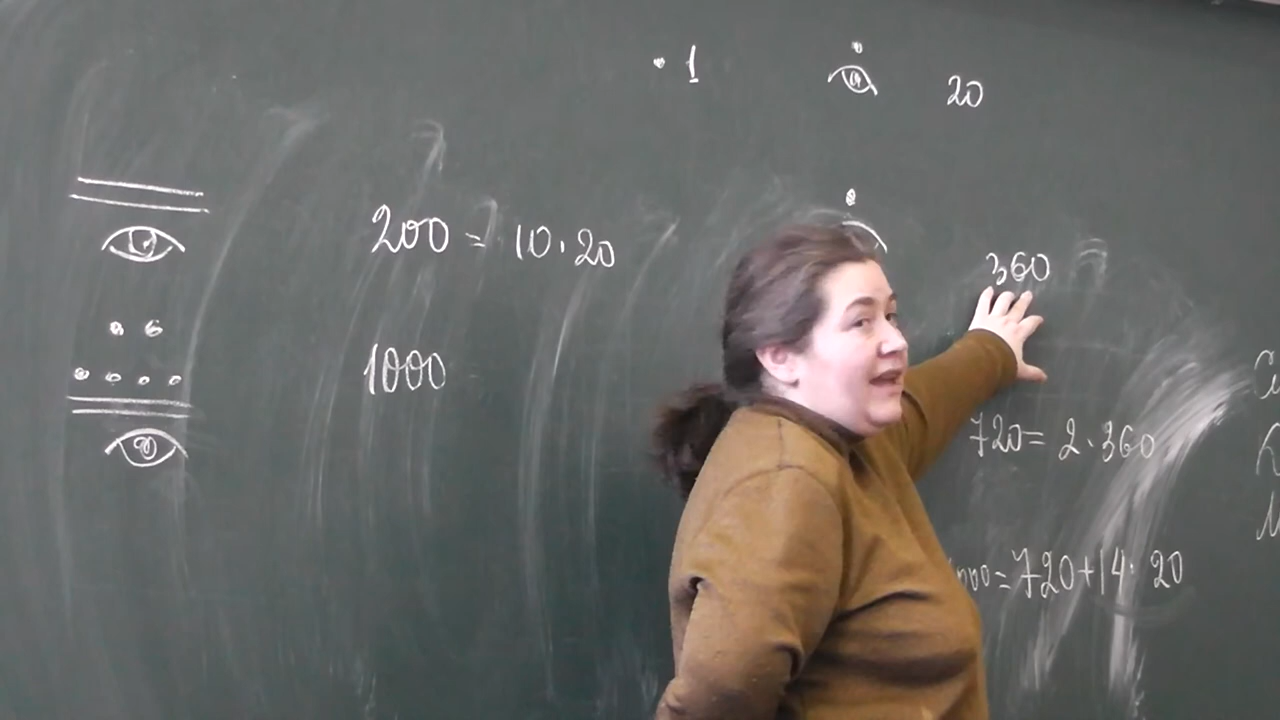 1
20
200 = 10 · 20
360
1000
720 = 2 · 360
1000 = 720 + 14 · 20